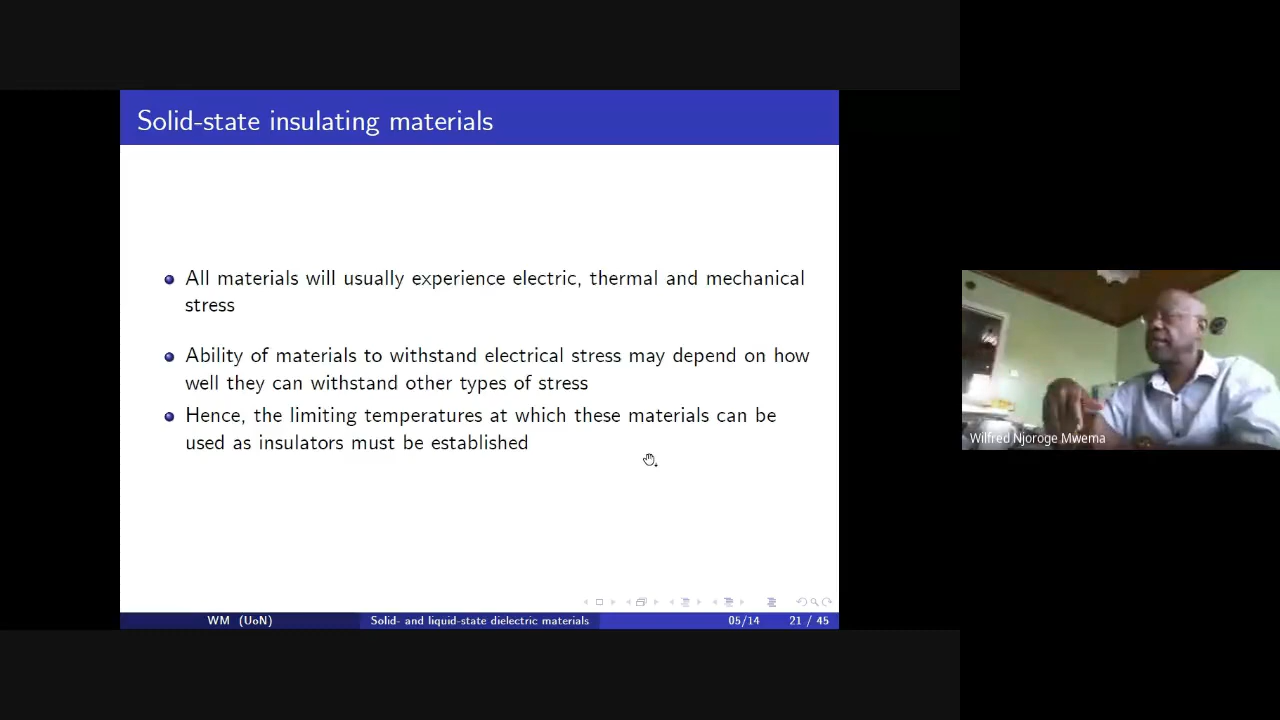 Solid-state insulating materials
All materials will usually experience electric, thermal and mechanical
stress
Ability of materials to withstand electrical stress may depend on how
well they can withstand other types of stress
Hence, the limiting temperatures at which these materials can be
used as insulators must be established
WM (UoN)
Solid- and liquid-state dielectric materials
05/14
21 / 45
Wilfred Njoroge Mwema